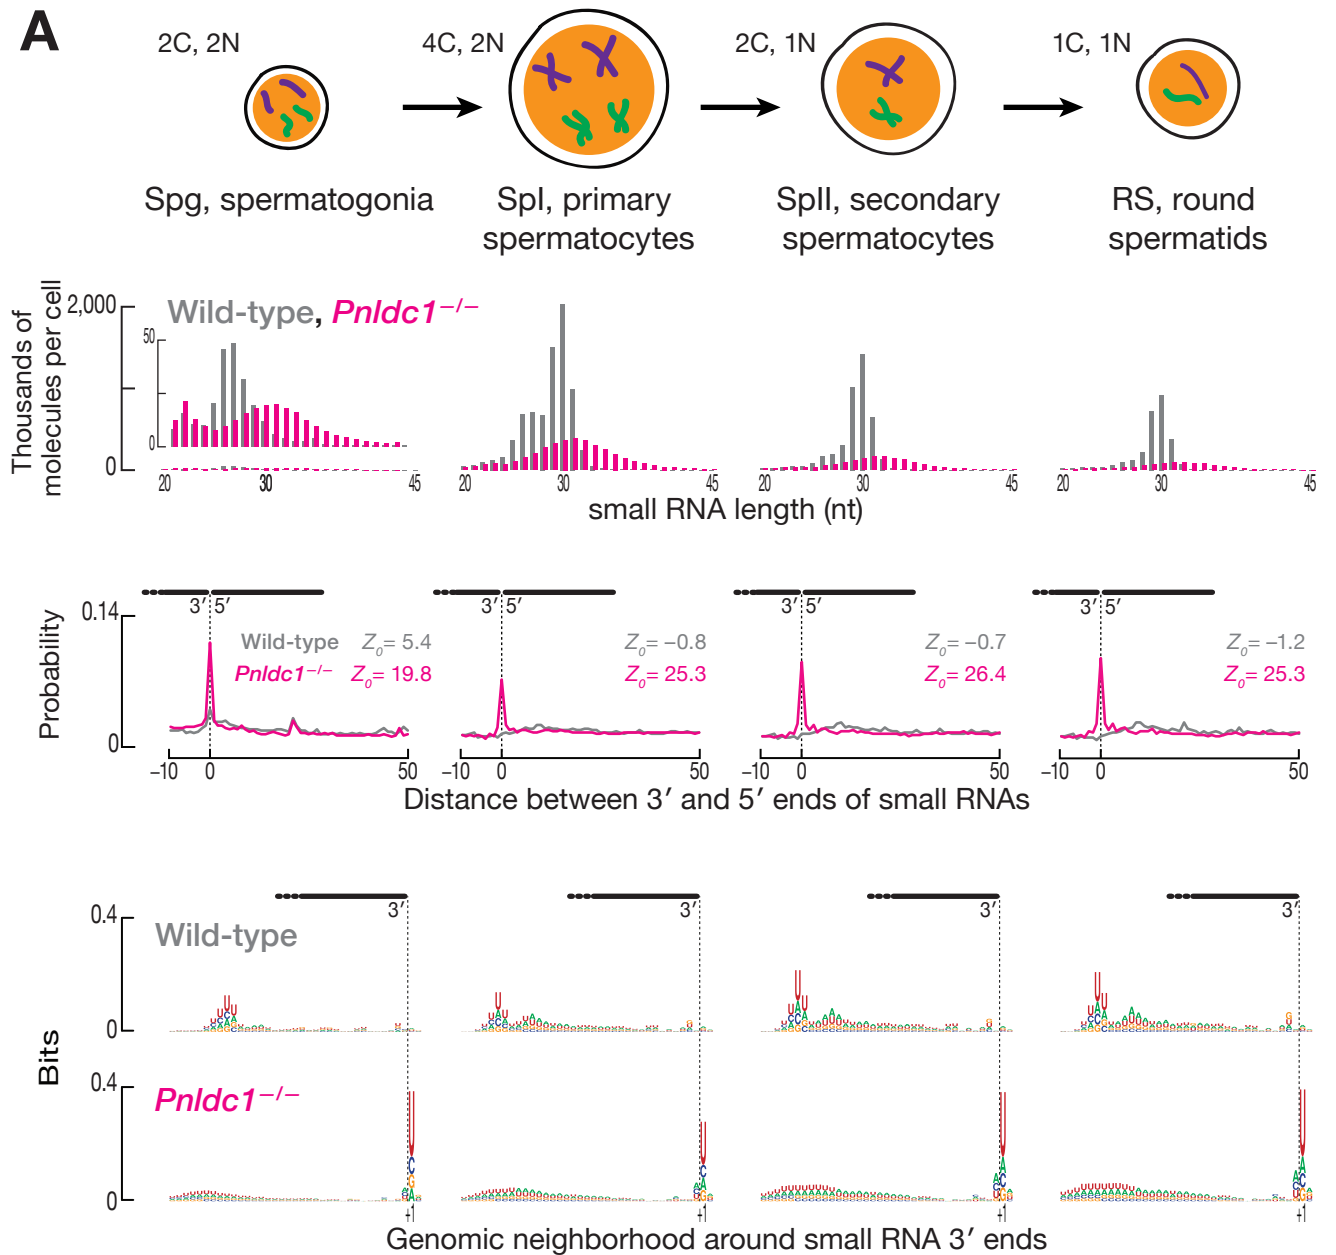 A
2C, 2N
4C, 2N
2C, 1N
1C, 1N
Spg, spermatogonia
SpI, primary
spermatocytes
SpII, secondary
spermatocytes
RS, round
spermatids
Thousands of
molecules per cell
2,000
0
Wild-type, Pnldc1−/−
50
0
20 30 45
20 30 45
20 30 45
20 30 45
small RNA length (nt)
Probability
0.14
0
3′ 5′
3′ 5′
3′ 5′
3′ 5′
Wild-type Z0= 5.4
Pnldc1−/− Z0= 19.8
Z0= −0.8
Z0= 25.3
Z0= −0.7
Z0= 26.4
Z0= −1.2
Z0= 25.3
−10 0 50
−10 0 50
−10 0 50
−10 0 50
Distance between 3′ and 5′ ends of small RNAs
Bits
3′
3′
3′
3′
0.4
0
Wild-type
0.4
0
Pnldc1−/−
Genomic neighborhood around small RNA 3′ ends